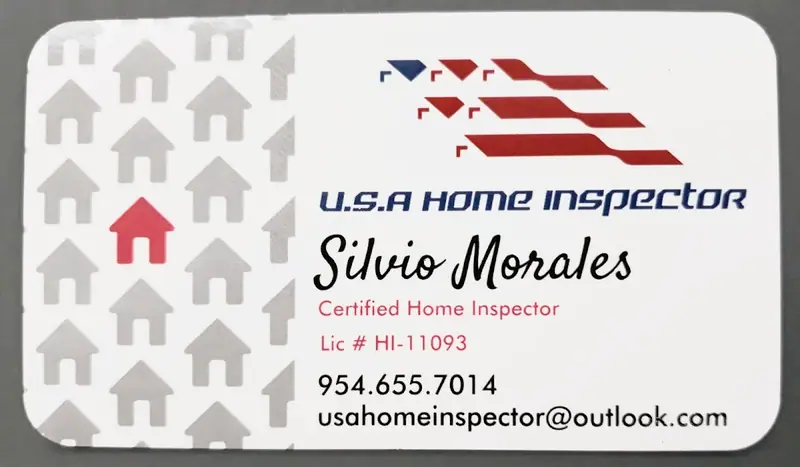 U.S.A Home Inspector
Silvio Morales
Certified Home Inspector
Lic # HI-11093
954.655.7014
usahomeinspector@outlook.com